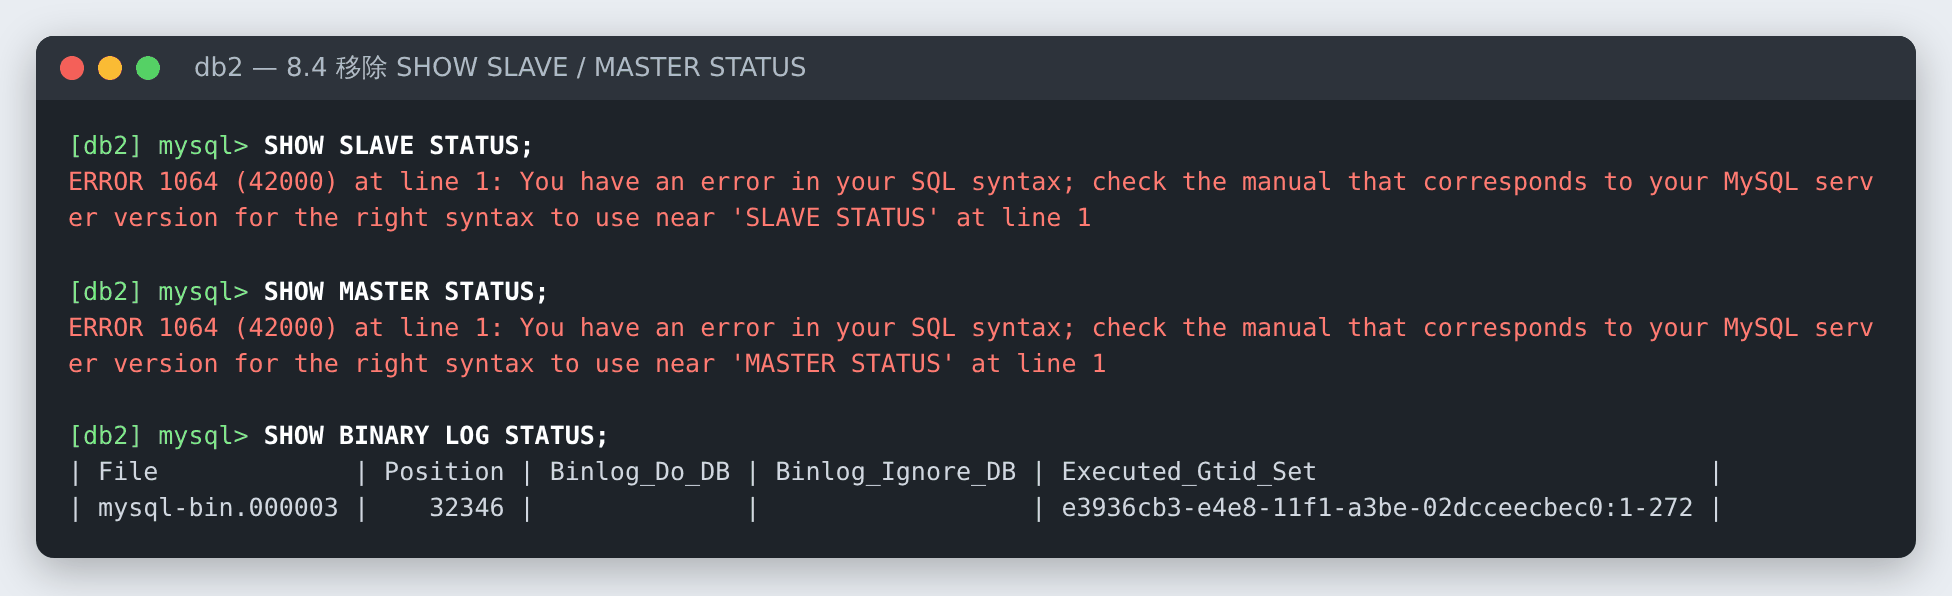 db2 — 8.4 移除 SHOW SLAVE / MASTER STATUS
[db2] mysql> SHOW SLAVE STATUS;
ERROR 1064 (42000) at line 1: You have an error in your SQL syntax; check the manual that corresponds to your MySQL serv
er version for the right syntax to use near 'SLAVE STATUS' at line 1
[db2] mysql> SHOW MASTER STATUS;
ERROR 1064 (42000) at line 1: You have an error in your SQL syntax; check the manual that corresponds to your MySQL serv
er version for the right syntax to use near 'MASTER STATUS' at line 1
[db2] mysql> SHOW BINARY LOG STATUS;
| File             | Position | Binlog_Do_DB | Binlog_Ignore_DB | Executed_Gtid_Set                          |
| mysql-bin.000003 |    32346 |              |                  | e3936cb3-e4e8-11f1-a3be-02dcceecbec0:1-272 |